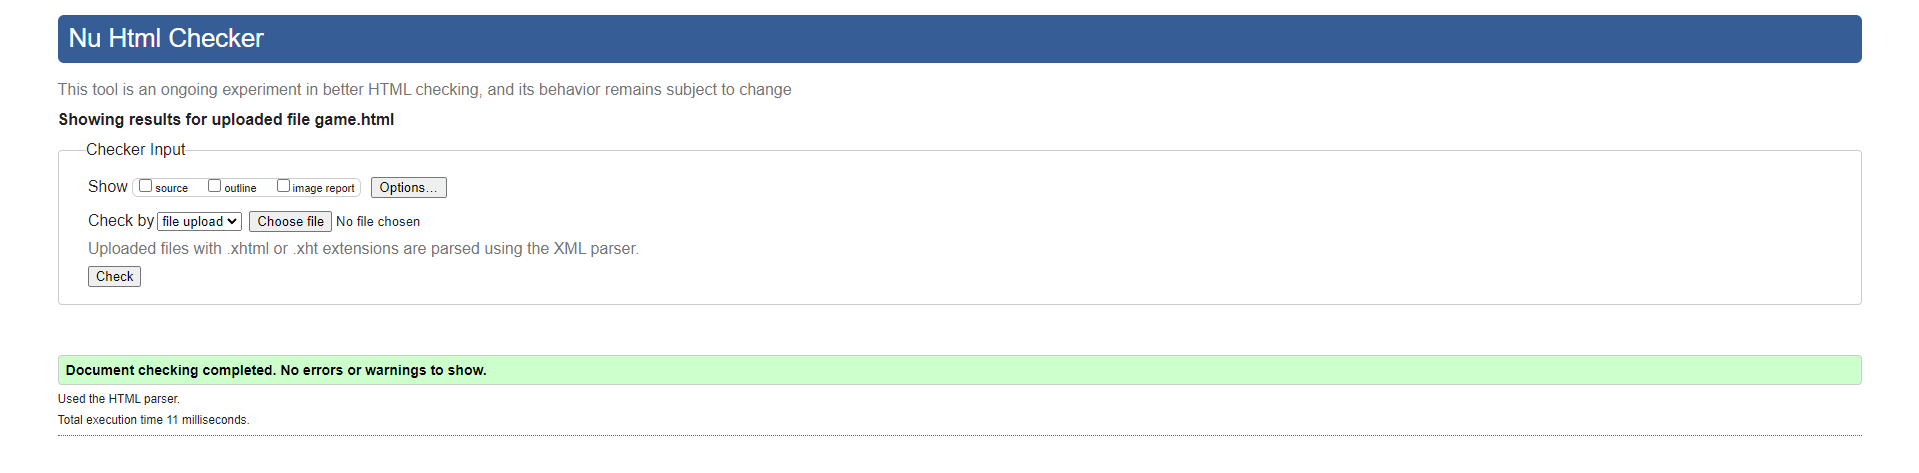 Nu Html Checker
This tool is an ongoing experiment in better HTML checking, and its behavior remains subject to change
Showing results for uploaded file game.html
Checker Input
Show source outline image report Options...
Check by file upload Choose file No file chosen
Uploaded files with .xhtml or .xht extensions are parsed using the XML parser.
Check
Document checking completed. No errors or warnings to show.
Used the HTML parser.
Total execution time 11 milliseconds.